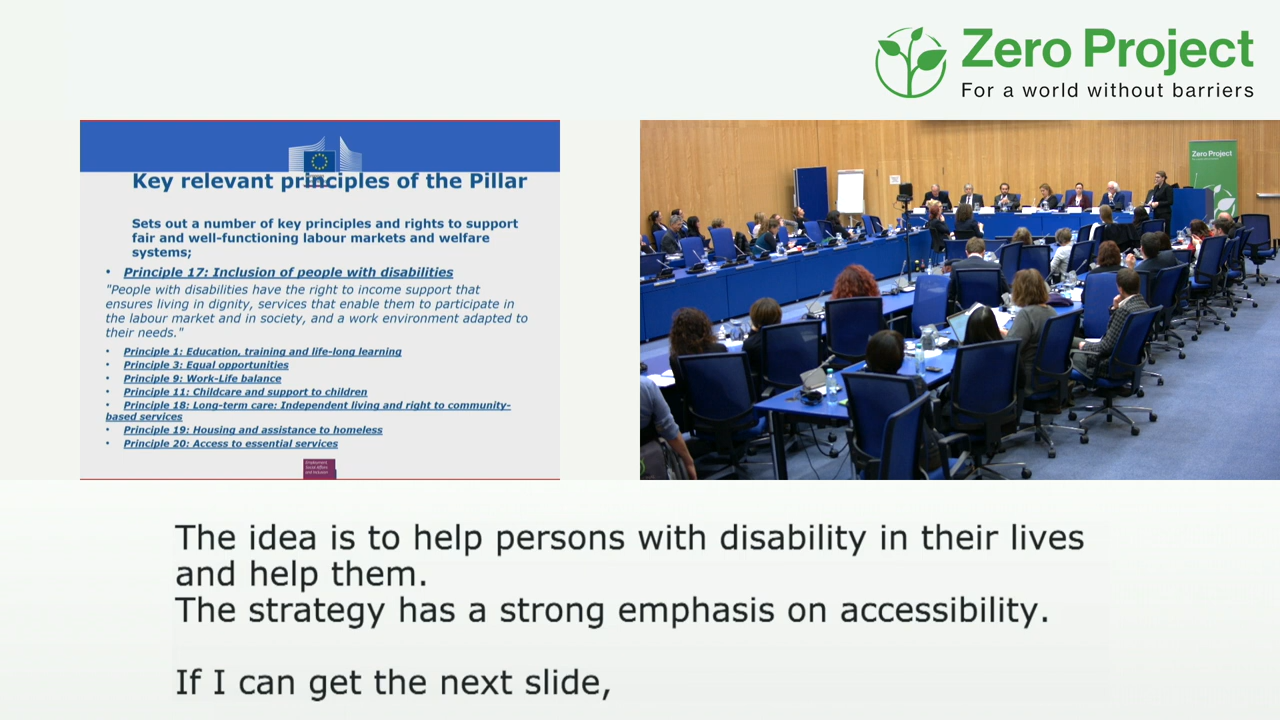 Zero Project
For a world without barriers
Key relevant principles of the Pillar
Sets out a number of key principles and rights to support
fair and well-functioning labour markets and welfare
systems;
• Principle 17: Inclusion of people with disabilities
"People with disabilities have the right to income support that
ensures living in dignity, services that enable them to participate in
the labour market and in society, and a work environment adapted to
their needs."
• Principle 1: Education, training and life-long learning
• Principle 3: Equal opportunities
• Principle 9: Work-Life balance
• Principle 11: Childcare and support to children
• Principle 18: Long-term care: Independent living and right to community-
based services
• Principle 19: Housing and assistance to homeless
• Principle 20: Access to essential services
Employment
Social Affairs
and Inclusion
Zero Project
The idea is to help persons with disability in their lives
and help them.
The strategy has a strong emphasis on accessibility.
If I can get the next slide,